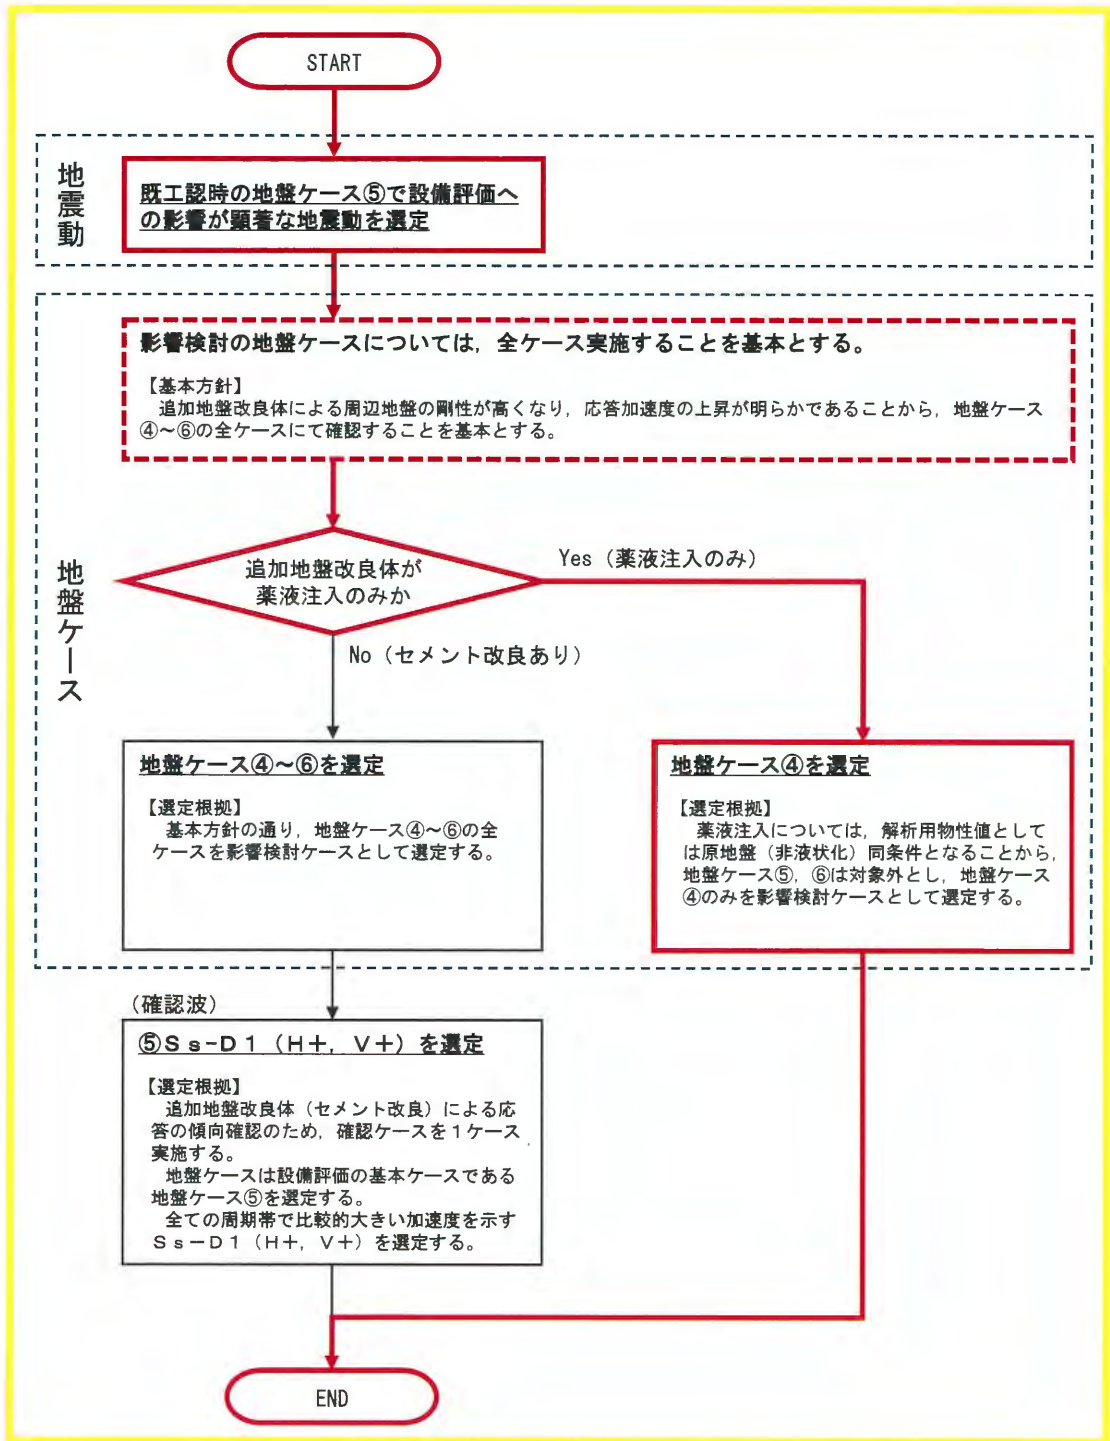 START
地震動
既工認時の地盤ケース⑤で設備評価へ
の影響が顕著な地震動を選定
地盤ケース
影響検討の地盤ケースについては,全ケース実施することを基本とする。
【基本方針】
追加地盤改良体による周辺地盤の剛性が高くなり,応答加速度の上昇が明らかであることから,地盤ケース
④～⑥の全ケースにて確認することを基本とする。
追加地盤改良体が
薬液注入のみか
Yes(薬液注入のみ)
No(セメント改良あり)
地盤ケース④～⑥を選定
【選定根拠】
基本方針の通り,地盤ケース④～⑥の全
ケースを影響検討ケースとして選定する。
地盤ケース④を選定
【選定根拠】
薬液注入については,解析用物性値として
は原地盤(非液状化)同条件となることから,
地盤ケース⑤,⑥は対象外とし,地盤ケース
④のみを影響検討ケースとして選定する。
(確認波)
⑤Ss-D1(H+,V+)を選定
【選定根拠】
追加地盤改良体(セメント改良)による応
答の傾向確認のため,確認ケースを1ケース
実施する。
地盤ケースは設備評価の基本ケースである
地盤ケース⑤を選定する。
全ての周期帯で比較的大きい加速度を示す
Ss-D1(H+,V+)を選定する。
END